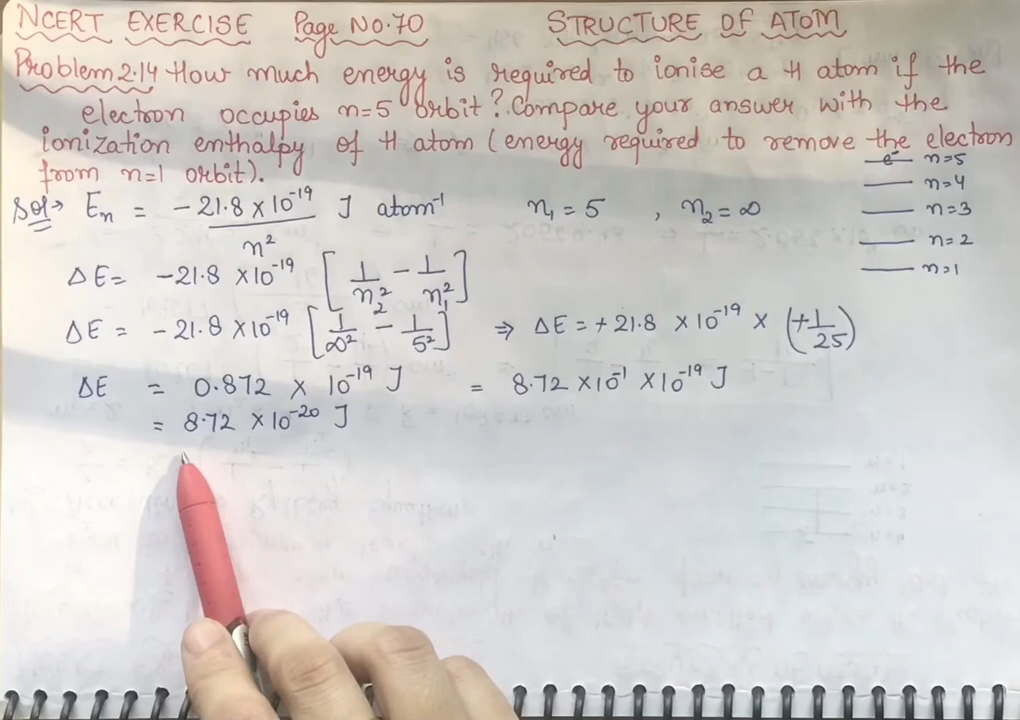 NCERT EXERCISE Page No.70 STRUCTURE OF ATOM
Problem 2.14 How much energy is required to ionise a H atom if the
electron occupies n=5 orbit? Compare your answer with the
ionization enthalpy of H atom (energy required to remove the electron
from n=1 orbit).
e⁻ n=5
n=4
n=3
n=2
n=1
Sol→ Eₙ = -21.8 × 10⁻¹⁹ / n² J atom⁻¹ n₁ = 5 , n₂ = ∞
ΔE = -21.8 × 10⁻¹⁹ [1/n₂² - 1/n₁²]
ΔE = -21.8 × 10⁻¹⁹ [1/∞² - 1/5²] ⇒ ΔE = +21.8 × 10⁻¹⁹ × (+1/25)
ΔE = 0.872 × 10⁻¹⁹ J = 8.72 × 10⁻¹ × 10⁻¹⁹ J
= 8.72 × 10⁻²⁰ J